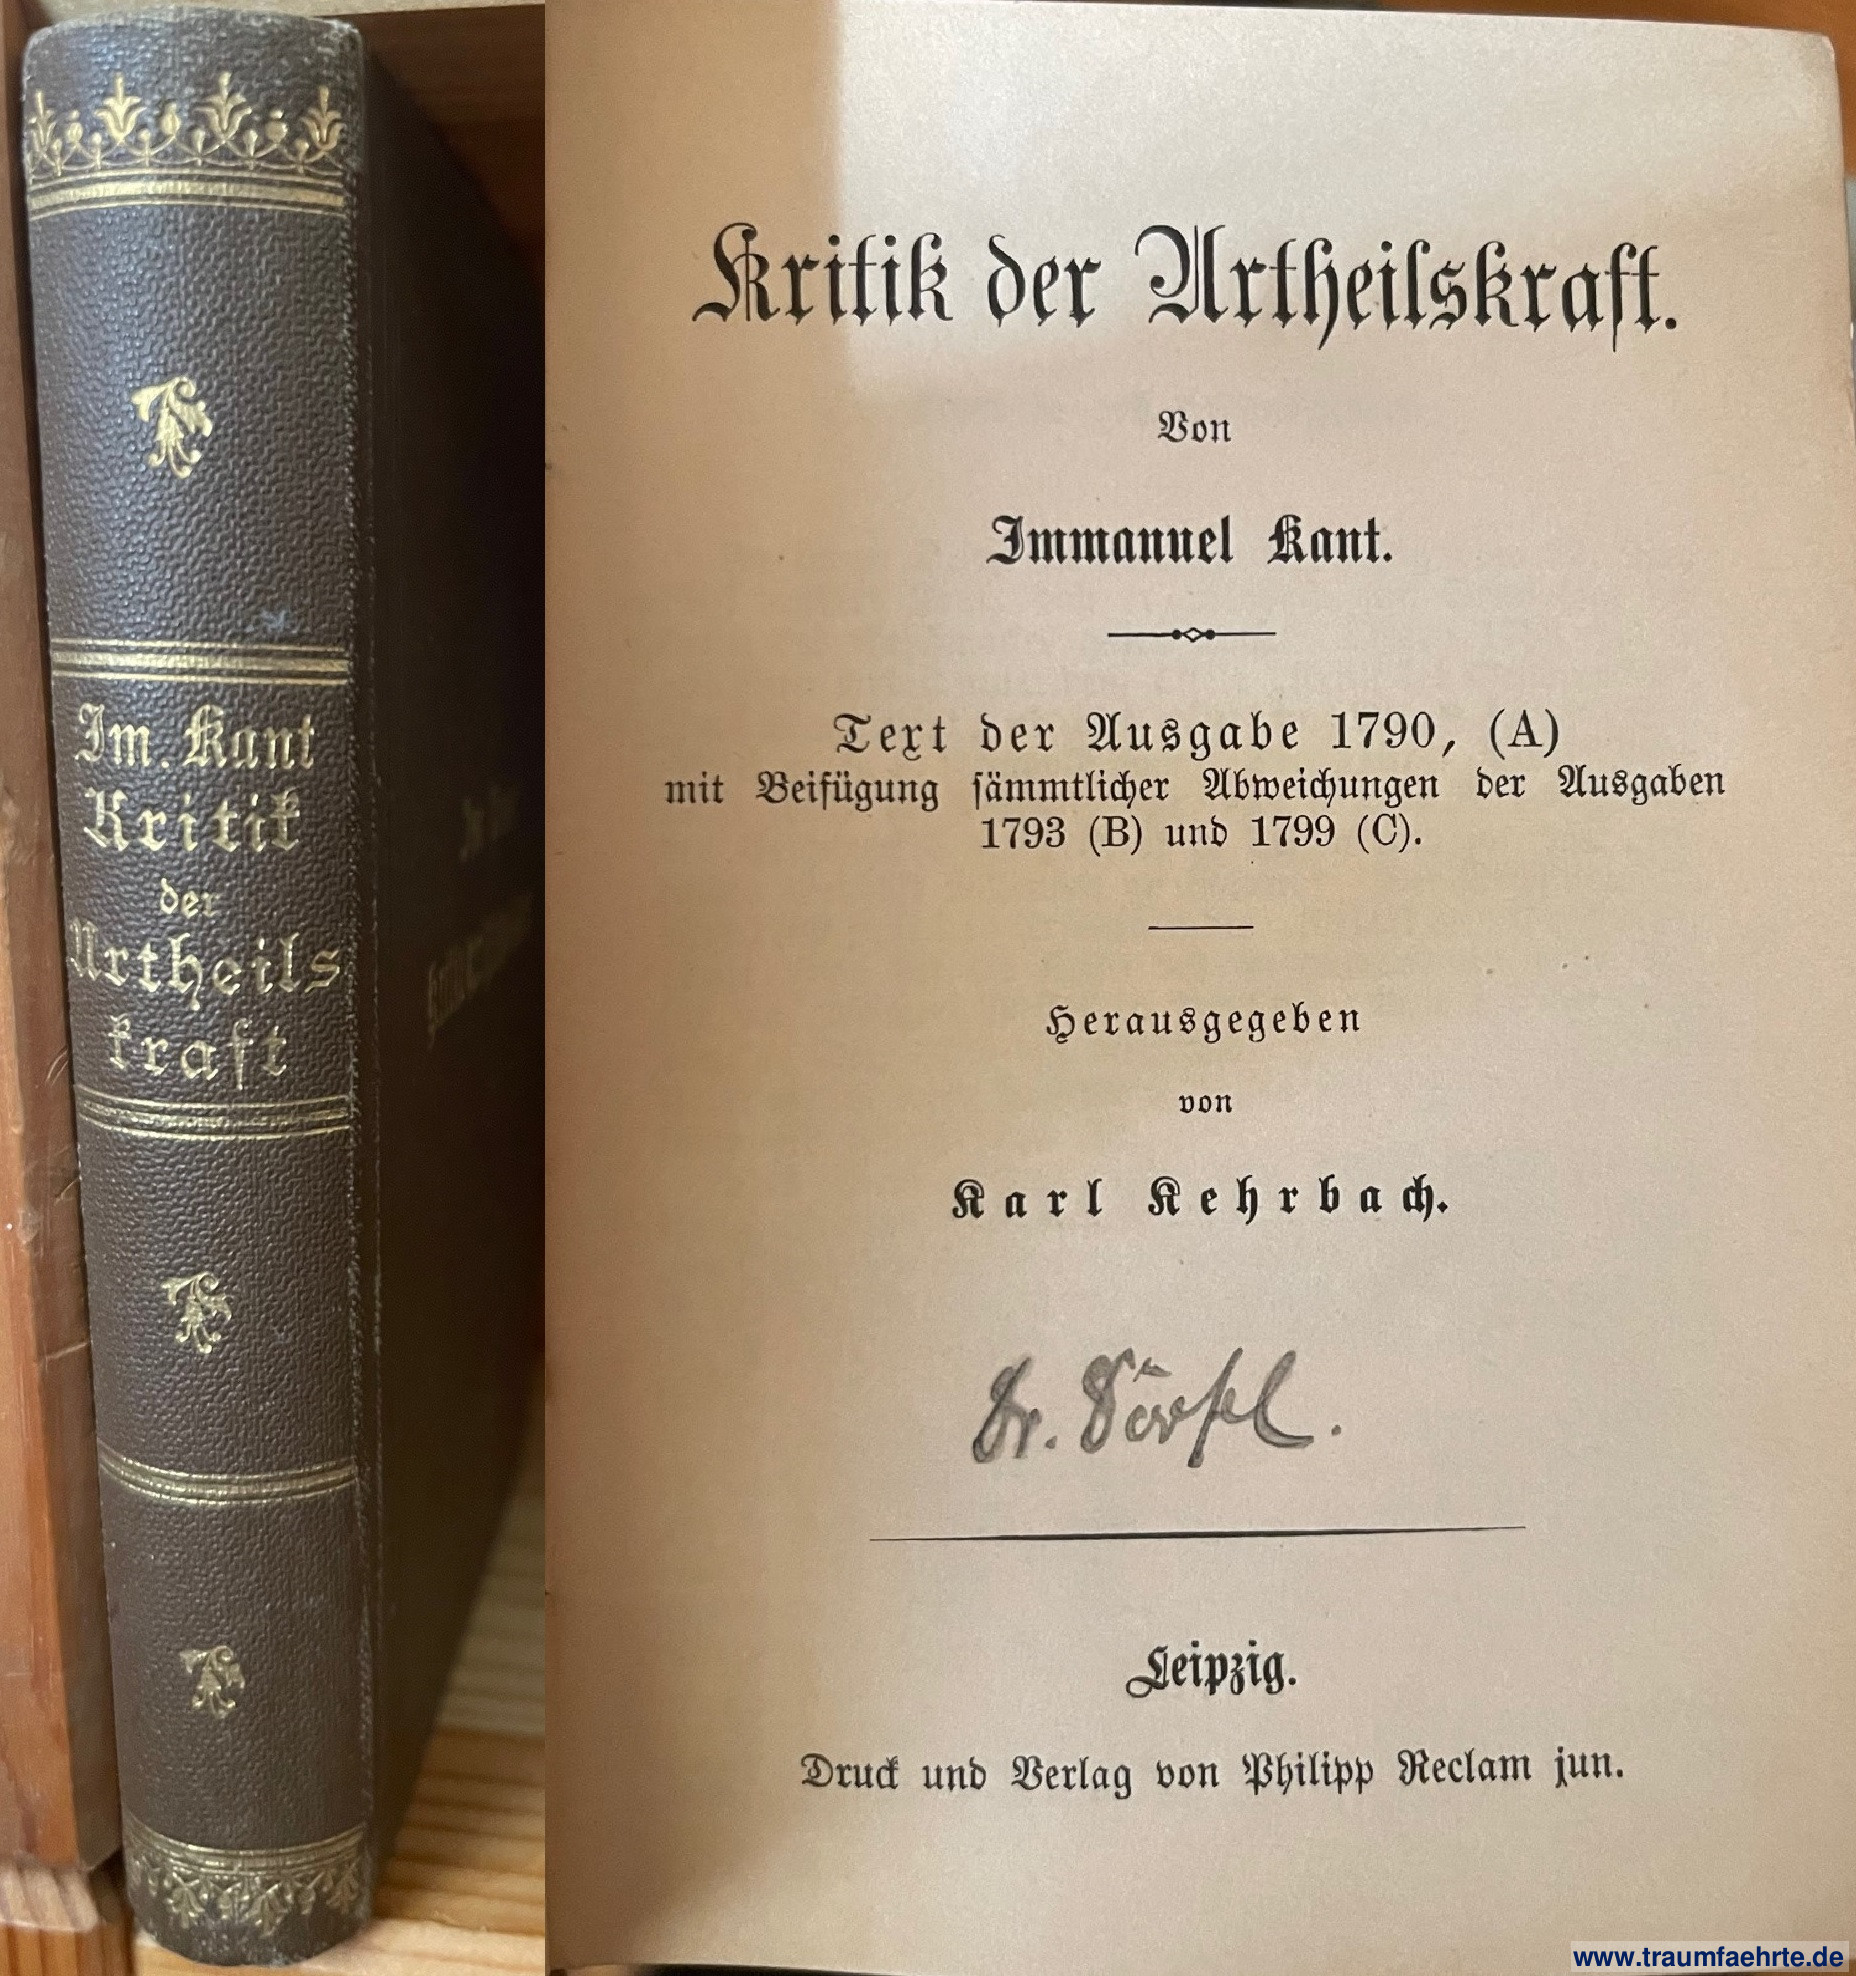 Im. Kant
Kritik
der
Urtheils
kraft
Kritik der Urtheilskraft.
Von
Immanuel Kant.
Text der Ausgabe 1790, (A)
mit Beifügung sämmtlicher Abweichungen der Ausgaben
1793 (B) und 1799 (C).
Herausgegeben
von
Karl Kehrbach.
Dr.
Leipzig.
Druck und Verlag von Philipp Reclam jun.
www.traumfaehrte.de